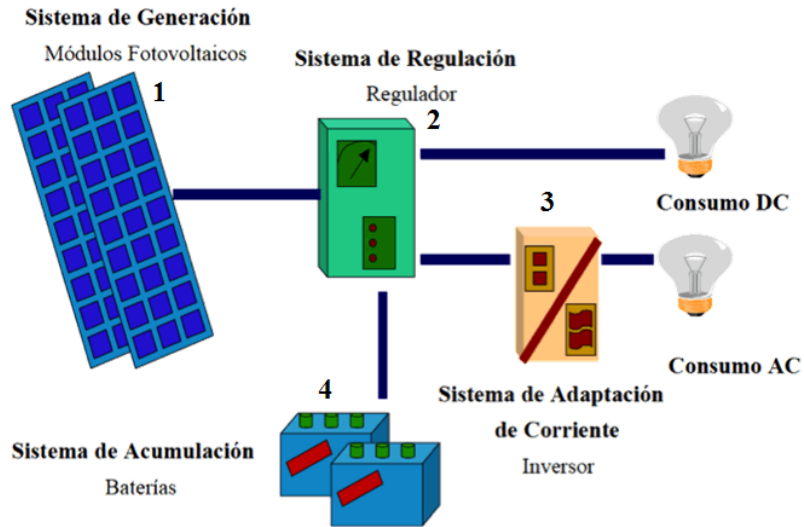 Sistema de Generación
Módulos Fotovoltaicos
1
Sistema de Regulación
Regulador
2
Consumo DC
3
Consumo AC
Sistema de Adaptación
de Corriente
Inversor
4
Sistema de Acumulación
Baterías